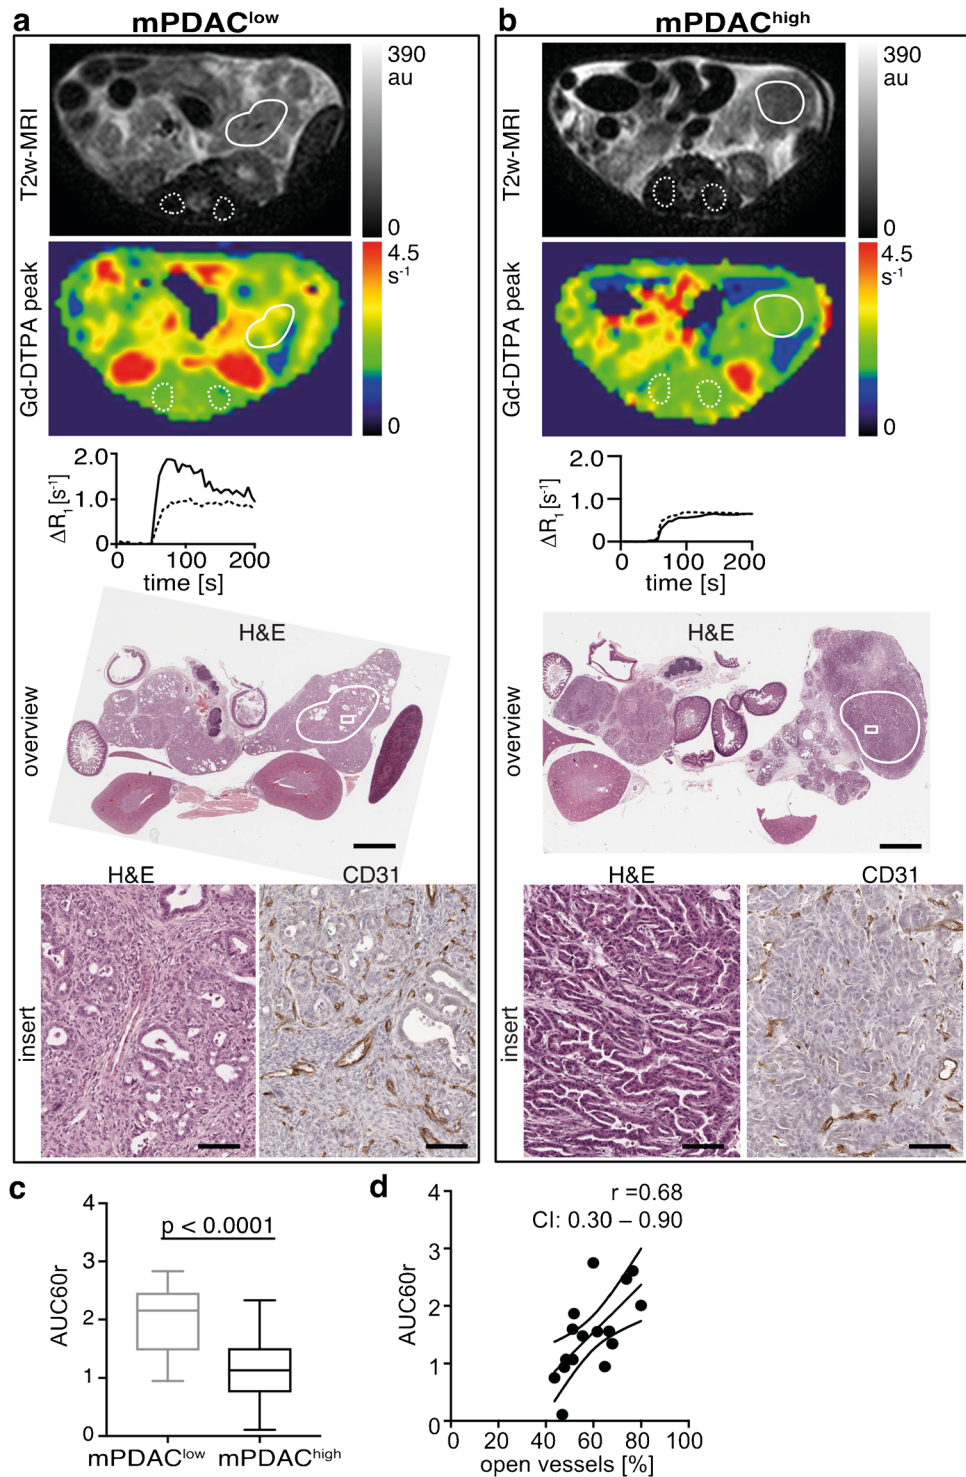 a mPDAC^low
b mPDAC^high
T2w-MRI
390
au
0
T2w-MRI
390
au
0
Gd-DTPA peak
4.5
s⁻¹
0
Gd-DTPA peak
4.5
s⁻¹
0
ΔR₁ [s⁻¹]
2.0
1.0
0
0 100 200
time [s]
ΔR₁ [s⁻¹]
2.0
1.0
0
0 100 200
time [s]
overview
H&E
overview
H&E
insert
H&E
CD31
insert
H&E
CD31
c
AUC60r
4
3
2
1
0
p < 0.0001
mPDAC^low mPDAC^high
d
r =0.68
CI: 0.30 – 0.90
AUC60r
4
3
2
1
0
0 20 40 60 80 100
open vessels [%]